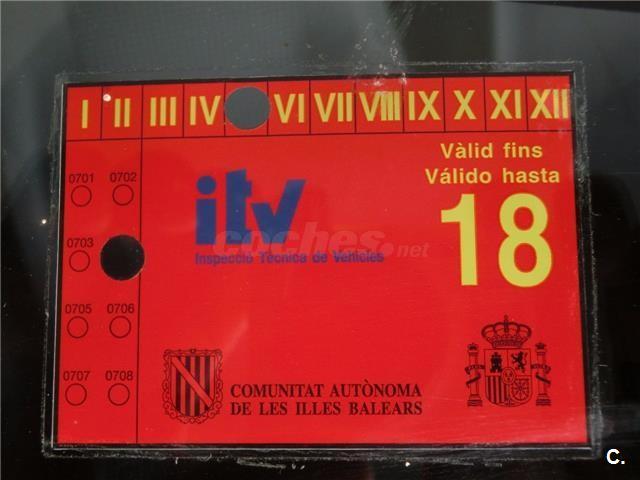 I II III IV VI VII VIII IX X XI XII
Vàlid fins
Válido hasta
18
0701 0702
0703
0705 0706
0707 0708
itv
coches.net
Inspecció Tècnica de Vehicles
COMUNITAT AUTÒNOMA
DE LES ILLES BALEARS
C.